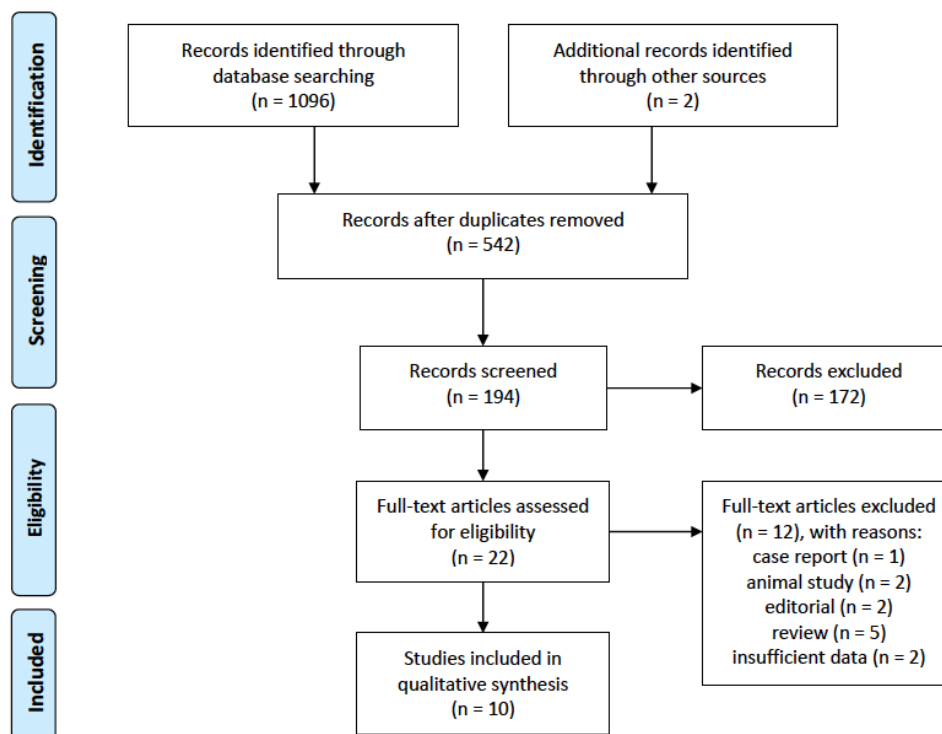 Identification
Records identified through
database searching
(n = 1096)
Additional records identified
through other sources
(n = 2)
Records after duplicates removed
(n = 542)
Screening
Records screened
(n = 194)
Records excluded
(n = 172)
Eligibility
Full-text articles assessed
for eligibility
(n = 22)
Full-text articles excluded
(n = 12), with reasons:
case report (n = 1)
animal study (n = 2)
editorial (n = 2)
review (n = 5)
insufficient data (n = 2)
Included
Studies included in
qualitative synthesis
(n = 10)